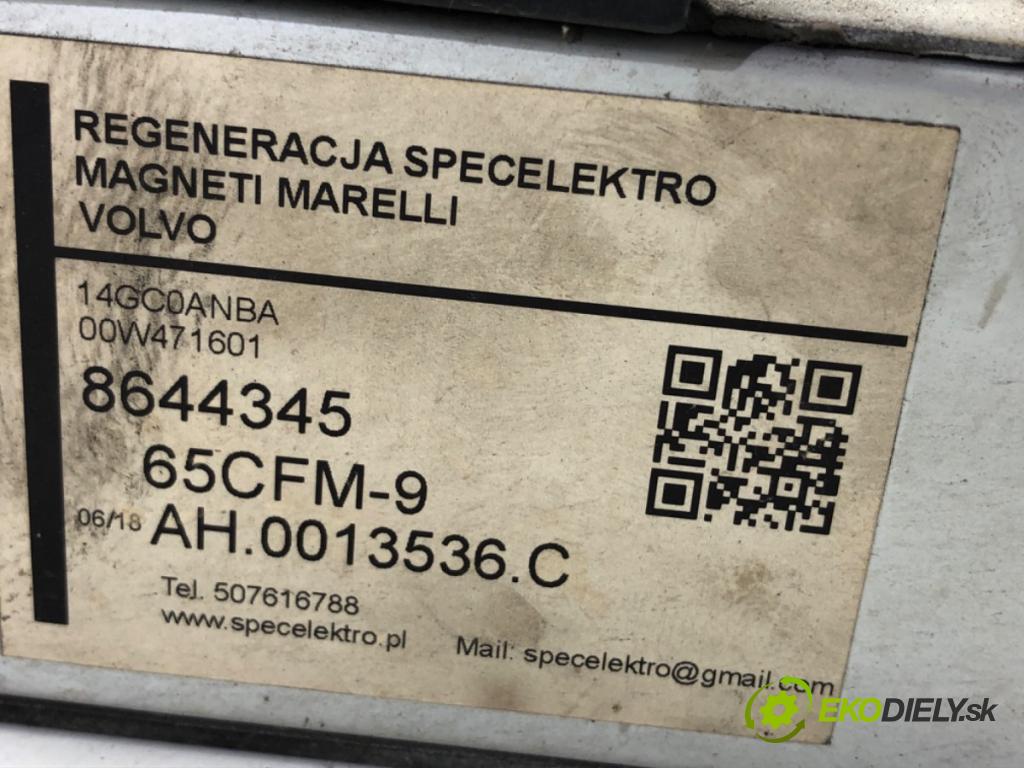 REGENERACJA SPECELEKTRO
MAGNETI MARELLI
VOLVO
14GC0ANBA
00W471601
8644345
65CFM-9
06/18 AH.0013536.C
Tel. 507616788
www.specelektro.pl
Mail: specelektro@gmail.com
EKODIELY.sk